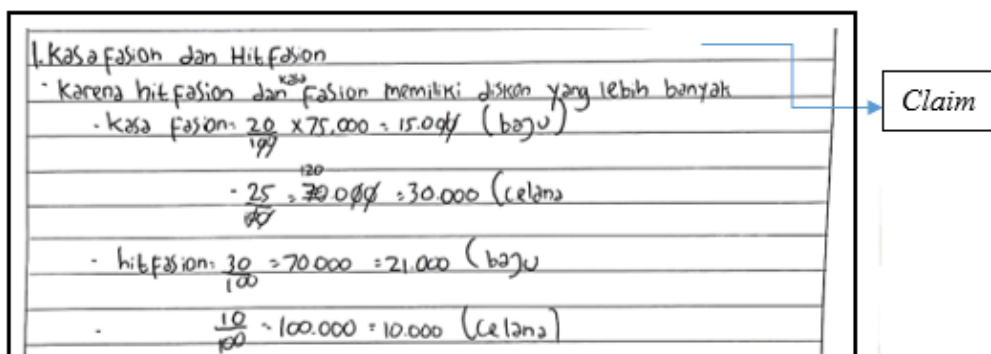 1. Kasa Fasion dan Hit Fasion
- Karena hit fasion dan kasa fasion memiliki diskon yang lebih banyak
Claim
- Kasa fasion = 20/100 x 75.000 = 15.000 (baju)
- 25/100 = 120.000 = 30.000 (celana
- hit fasion = 30/100 = 70.000 = 21.000 (baju
- 10/100 = 100.000 = 10.000 (celana)